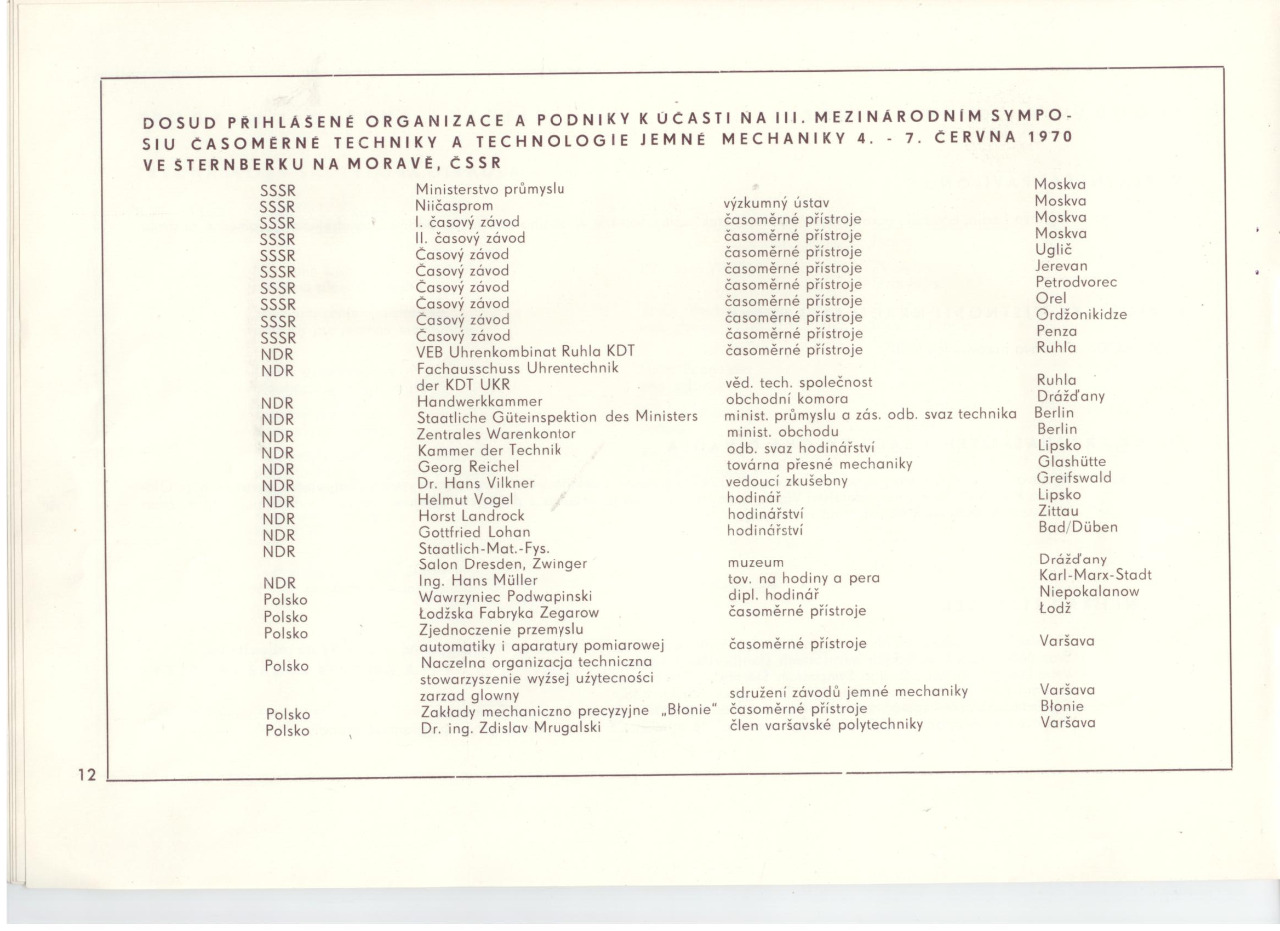 DOSUD PŘIHLÁŠENÉ ORGANIZACE A PODNIKY K ÚČASTI NA III. MEZINÁRODNÍM SYMPO-
SIU ČASOMĚRNÉ TECHNIKY A TECHNOLOGIE JEMNÉ MECHANIKY 4. - 7. ČERVNA 1970
VE ŠTERNBERKU NA MORAVĚ, ČSSR
SSSR Ministerstvo průmyslu Moskva
SSSR Niičasprom výzkumný ústav Moskva
SSSR I. časový závod časoměrné přístroje Moskva
SSSR II. časový závod časoměrné přístroje Moskva
SSSR Časový závod časoměrné přístroje Uglič
SSSR Časový závod časoměrné přístroje Jerevan
SSSR Časový závod časoměrné přístroje Petrodvorec
SSSR Časový závod časoměrné přístroje Orel
SSSR Časový závod časoměrné přístroje Ordžonikidze
SSSR Časový závod časoměrné přístroje Penza
NDR VEB Uhrenkombinat Ruhla KDT časoměrné přístroje Ruhla
NDR Fachausschuss Uhrentechnik
der KDT UKR věd. tech. společnost Ruhla
NDR Handwerkkammer obchodní komora Drážďany
NDR Staatliche Güteinspektion des Ministers minist. průmyslu a zás. odb. svaz technika Berlin
NDR Zentrales Warenkontor minist. obchodu Berlin
NDR Kammer der Technik odb. svaz hodinářství Lipsko
NDR Georg Reichel továrna přesné mechaniky Glashütte
NDR Dr. Hans Vilkner vedoucí zkušebny Greifswald
NDR Helmut Vogel hodinář Lipsko
NDR Horst Landrock hodinářství Zittau
NDR Gottfried Lohan hodinářství Bad/Düben
NDR Staatlich-Mat.-Fys.
Salon Dresden, Zwinger muzeum Drážďany
NDR Ing. Hans Müller tov. na hodiny a pera Karl-Marx-Stadt
Polsko Wawrzyniec Podwapinski dipl. hodinář Niepokalanow
Polsko Łodžska Fabryka Zegarow časoměrné přístroje Łodž
Polsko Zjednoczenie przemyslu
automatyki i aparatury pomiarowej časoměrné přístroje Varšava
Polsko Naczelna organizacja techniczna
stowarzyszenie wyźsej uźytecności
zarzad glowny sdružení závodů jemné mechaniky Varšava
Polsko Zakłady mechaniczno precyzyjne „Błonie" časoměrné přístroje Błonie
Polsko Dr. ing. Zdislav Mrugalski člen varšavské polytechniky Varšava
12